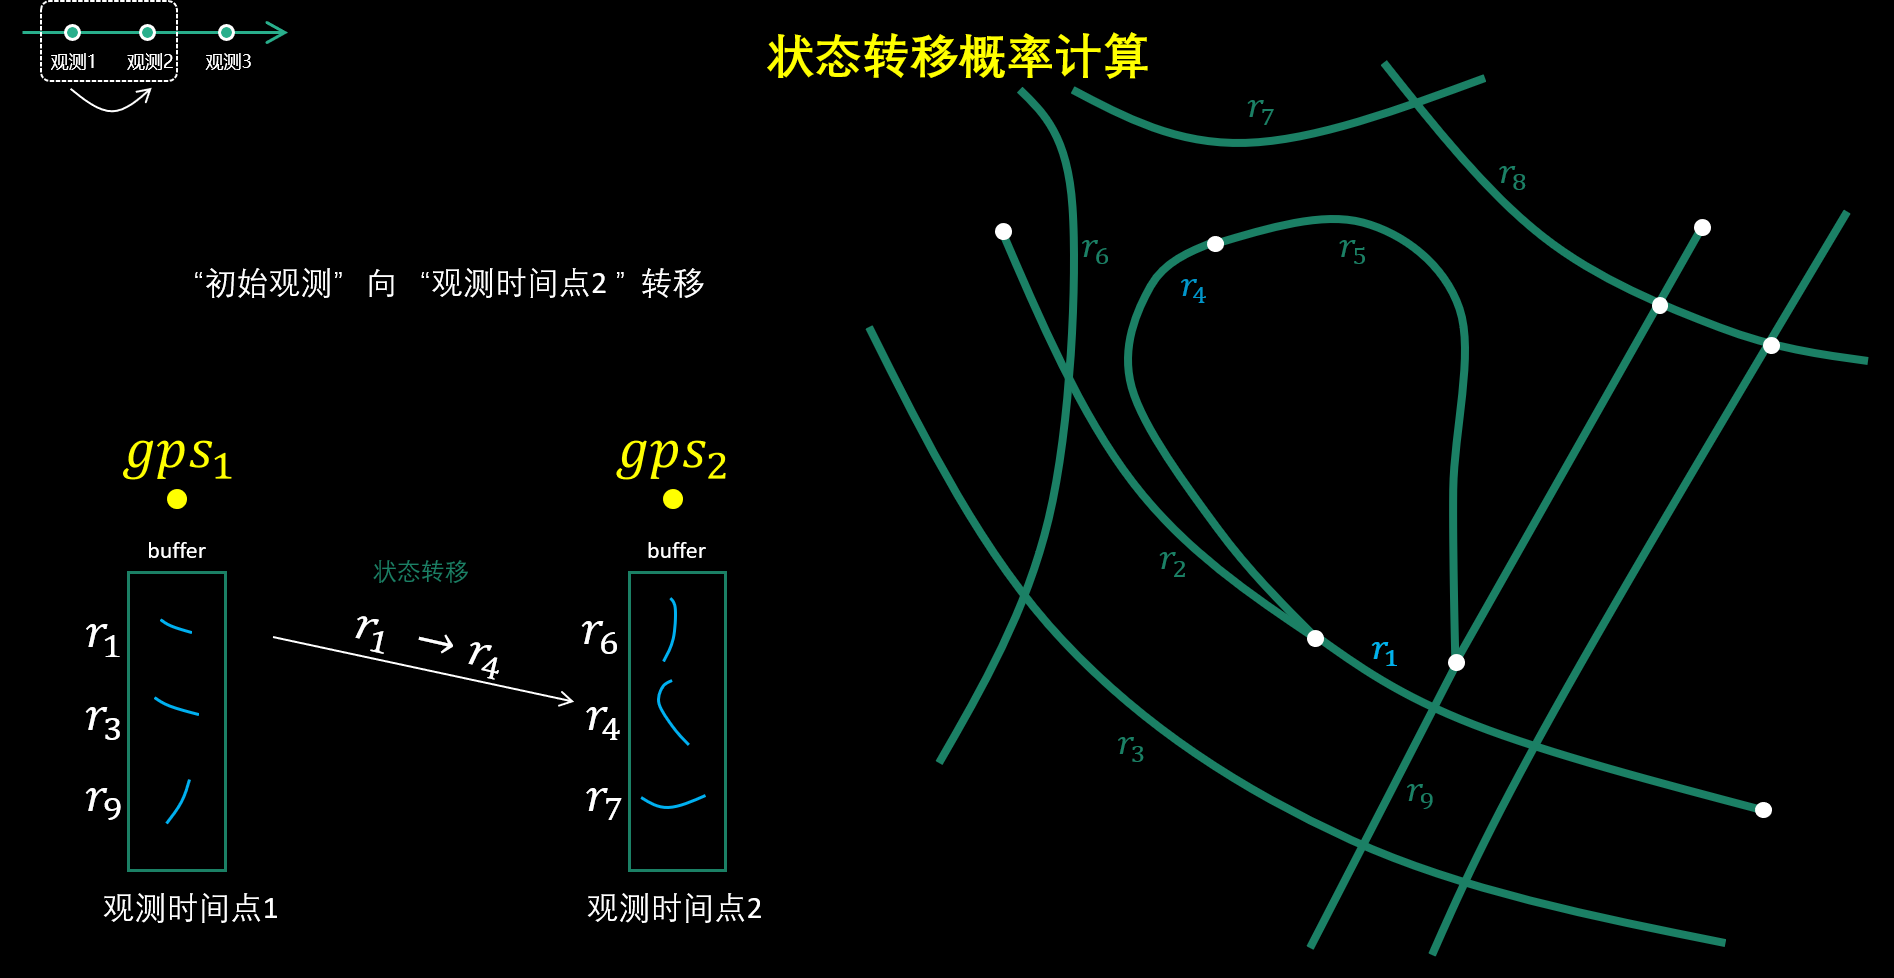 观测1 观测2 观测3
状态转移概率计算
“初始观测” 向 “观测时间点2 ” 转移
gps₁
gps₂
buffer
buffer
状态转移
r₁ → r₄
r₁
r₃
r₉
r₆
r₄
r₇
观测时间点1
观测时间点2
r₇
r₈
r₆
r₅
r₄
r₂
r₁
r₃
r₉